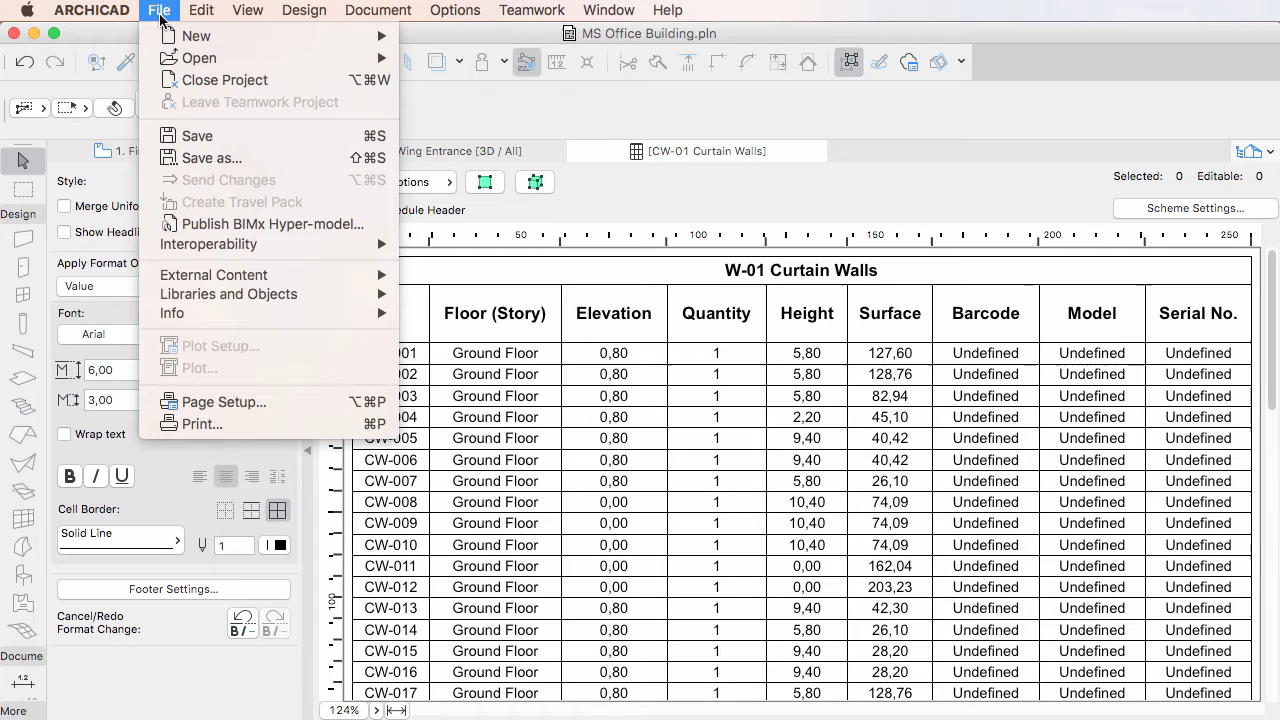 ARCHICAD File Edit View Design Document Options Teamwork Window Help
MS Office Building.pln
New
Open
Close Project ⌥⌘W
Leave Teamwork Project
Save ⌘S
Save as... ⇧⌘S
Send Changes ⌥⌘S
Create Travel Pack
Publish BIMx Hyper-model...
Interoperability
External Content
Libraries and Objects
Info
Plot Setup...
Plot...
Page Setup... ⌥⌘P
Print... ⌘P
Wing Entrance [3D / All]
[CW-01 Curtain Walls]
Selected: 0 Editable: 0
Scheme Settings...
Style:
Merge Unifo
Show Headli
Apply Format O
Value
Font:
Arial
6,00
3,00
Wrap text
B I U
Cell Border:
Solid Line
1
Footer Settings...
Cancel/Redo
Format Change:
B/ B/
Design
Docume
1.2
More
50 100 150 200 250
100
W-01 Curtain Walls
Floor (Story) Elevation Quantity Height Surface Barcode Model Serial No.
001 Ground Floor 0,80 1 5,80 127,60 Undefined Undefined Undefined
002 Ground Floor 0,80 1 5,80 128,76 Undefined Undefined Undefined
003 Ground Floor 0,80 1 5,80 82,94 Undefined Undefined Undefined
004 Ground Floor 0,80 1 2,20 45,10 Undefined Undefined Undefined
CW-005 Ground Floor 0,80 1 9,40 40,42 Undefined Undefined Undefined
CW-006 Ground Floor 0,80 1 9,40 40,42 Undefined Undefined Undefined
CW-007 Ground Floor 0,80 1 5,80 26,10 Undefined Undefined Undefined
CW-008 Ground Floor 0,00 1 10,40 74,09 Undefined Undefined Undefined
CW-009 Ground Floor 0,00 1 10,40 74,09 Undefined Undefined Undefined
CW-010 Ground Floor 0,00 1 10,40 74,09 Undefined Undefined Undefined
CW-011 Ground Floor 0,00 1 0,00 162,04 Undefined Undefined Undefined
CW-012 Ground Floor 0,00 1 0,00 203,23 Undefined Undefined Undefined
CW-013 Ground Floor 0,80 1 9,40 42,30 Undefined Undefined Undefined
CW-014 Ground Floor 0,80 1 5,80 26,10 Undefined Undefined Undefined
CW-015 Ground Floor 0,80 1 9,40 28,20 Undefined Undefined Undefined
CW-016 Ground Floor 0,80 1 9,40 28,20 Undefined Undefined Undefined
CW-017 Ground Floor 0,80 1 5,80 128,76 Undefined Undefined Undefined
124%